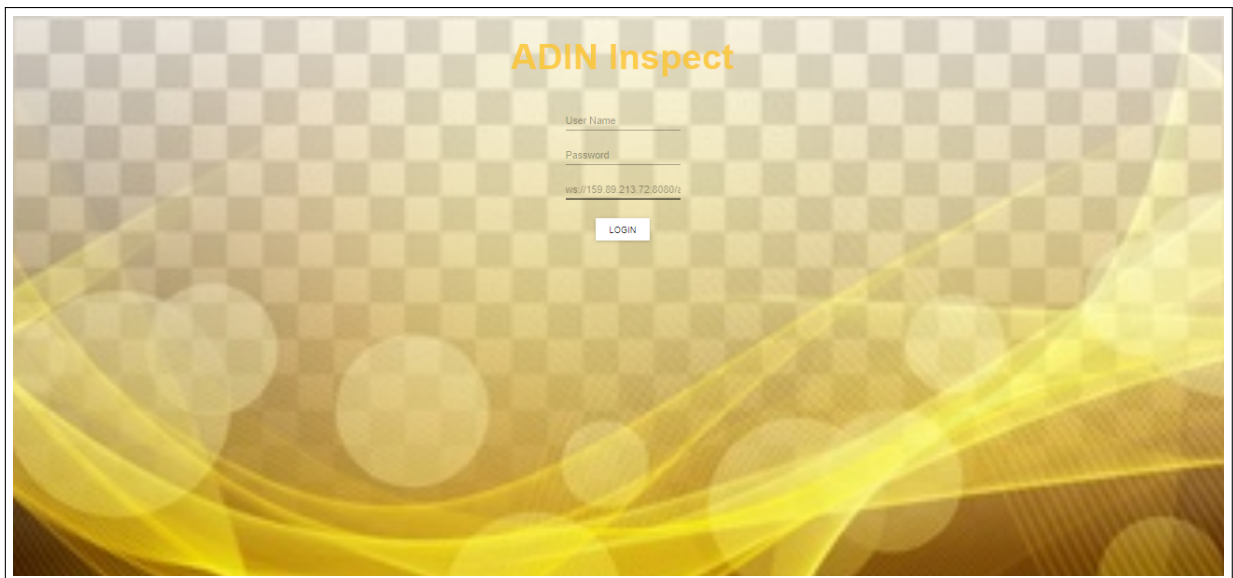 ADIN Inspect
User Name
Password
ws://159.89.213.72:8080/a
LOGIN